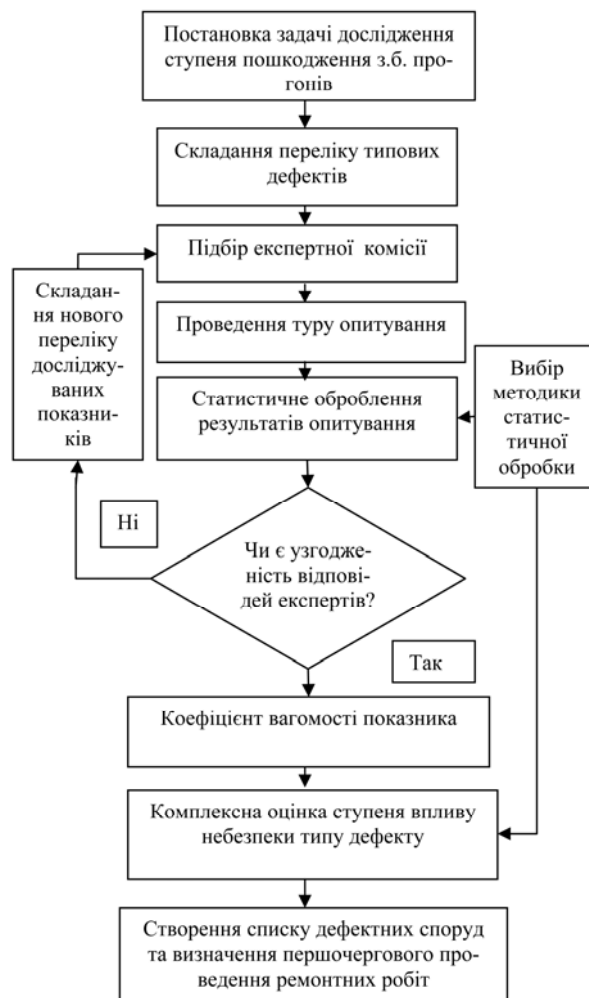 Постановка задачі дослідження
ступеня пошкодження з.б. про-
гонів
Складання переліку типових
дефектів
Підбір експертної комісії
Складан-
ня нового
переліку
досліджу-
ваних
показни-
ків
Проведення туру опитування
Статистичне оброблення
результатів опитування
Вибір
методики
статис-
тичної
обробки
Ні
Чи є узгодже-
ність відпові-
дей експертів?
Так
Коефіцієнт вагомості показника
Комплексна оцінка ступеня впливу
небезпеки типу дефекту
Створення списку дефектних споруд
та визначення першочергового про-
ведення ремонтних робіт